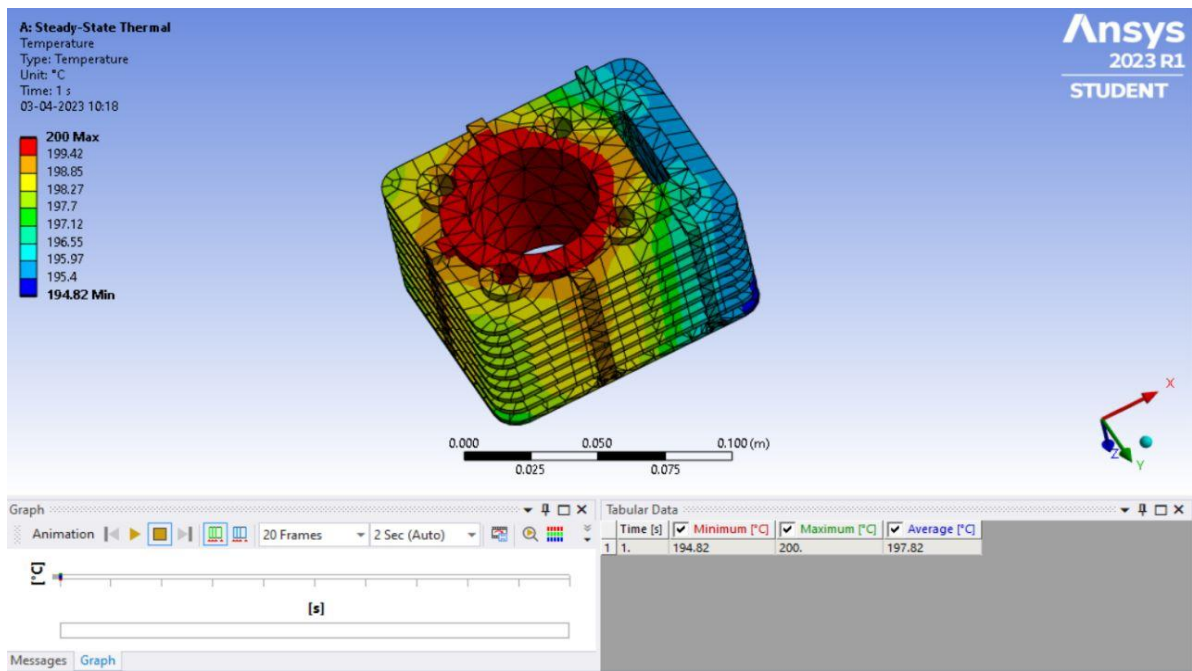 A: Steady-State Thermal
Temperature
Type: Temperature
Unit: °C
Time: 1 s
03-04-2023 10:18
200 Max
199.42
198.85
198.27
197.7
197.12
196.55
195.97
195.4
194.82 Min
Ansys
2023 R1
STUDENT
0.000 0.050 0.100 (m)
0.025 0.075
X
Y
Z
Graph
Animation 20 Frames 2 Sec (Auto)
[°C]
[s]
Messages Graph
Tabular Data
Time [s] Minimum [°C] Maximum [°C] Average [°C]
1 1. 194.82 200. 197.82